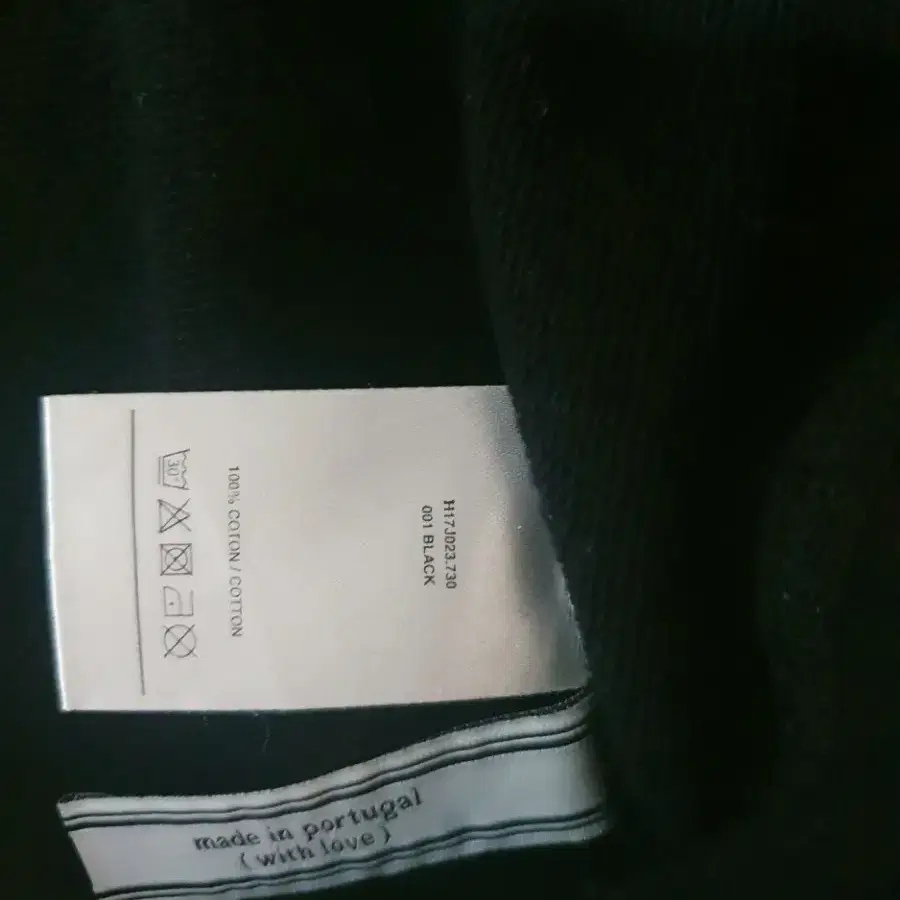 H17J023.730
001 BLACK
100% COTON / COTTON
30°
made in portugal
( with love )